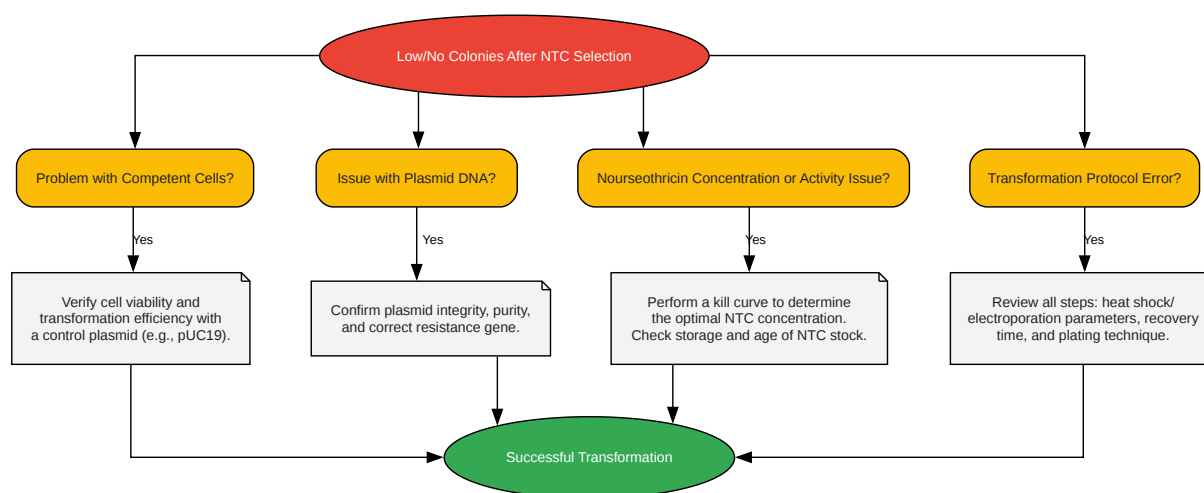 Low/No Colonies After NTC Selection
Problem with Competent Cells?
Issue with Plasmid DNA?
Nourseothricin Concentration or Activity Issue?
Transformation Protocol Error?
Yes
Yes
Yes
Yes
Verify cell viability and
transformation efficiency with
a control plasmid (e.g., pUC19).
Confirm plasmid integrity, purity,
and correct resistance gene.
Perform a kill curve to determine
the optimal NTC concentration.
Check storage and age of NTC stock.
Review all steps: heat shock/
electroporation parameters, recovery
time, and plating technique.
Successful Transformation